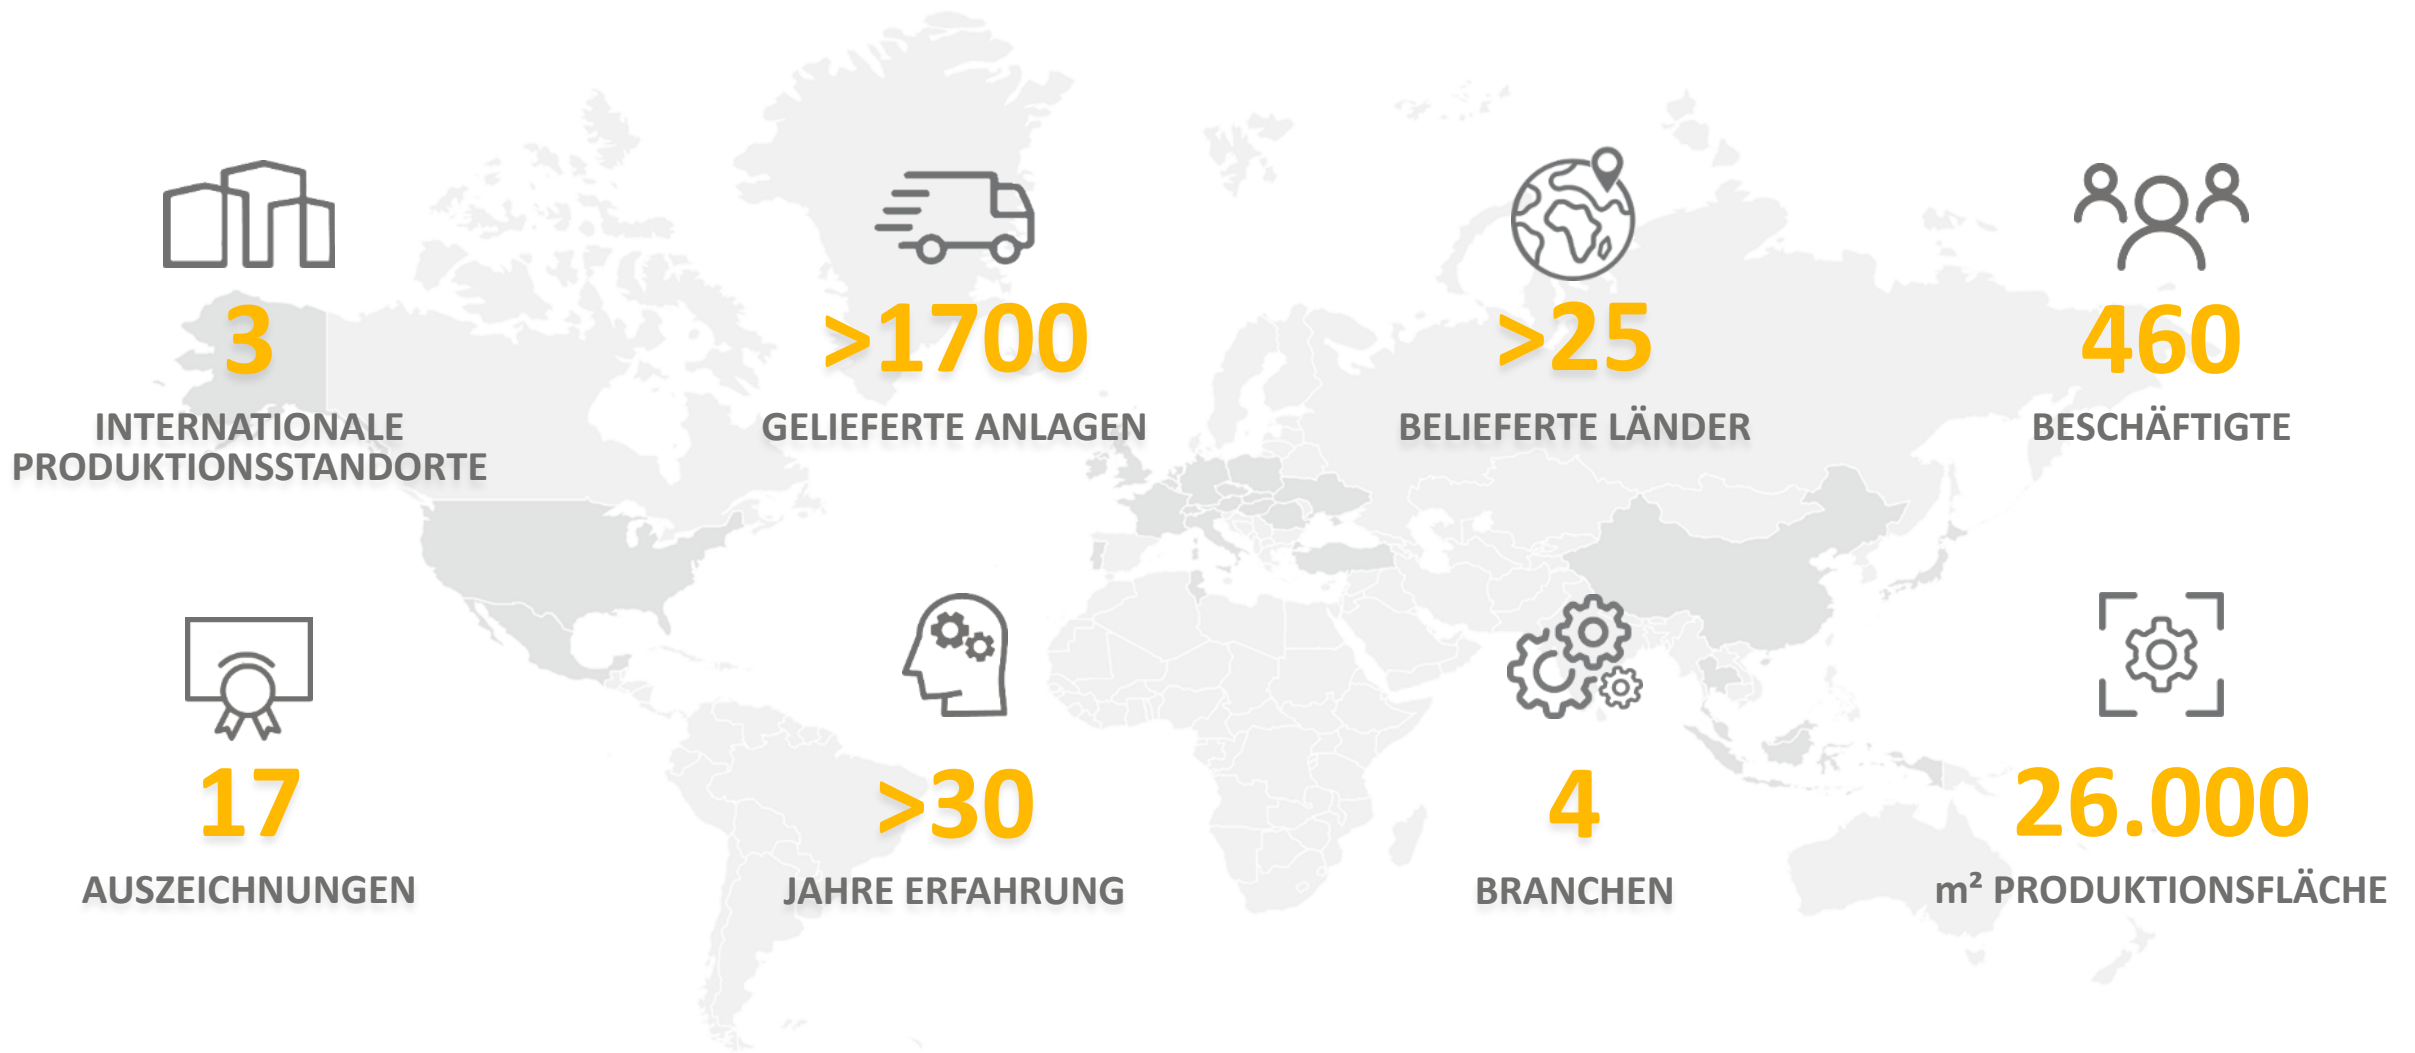 3
INTERNATIONALE
PRODUKTIONSSTANDORTE
>1700
GELIEFERTE ANLAGEN
>25
BELIEFERTE LÄNDER
460
BESCHÄFTIGTE
17
AUSZEICHNUNGEN
>30
JAHRE ERFAHRUNG
4
BRANCHEN
26.000
m² PRODUKTIONSFLÄCHE